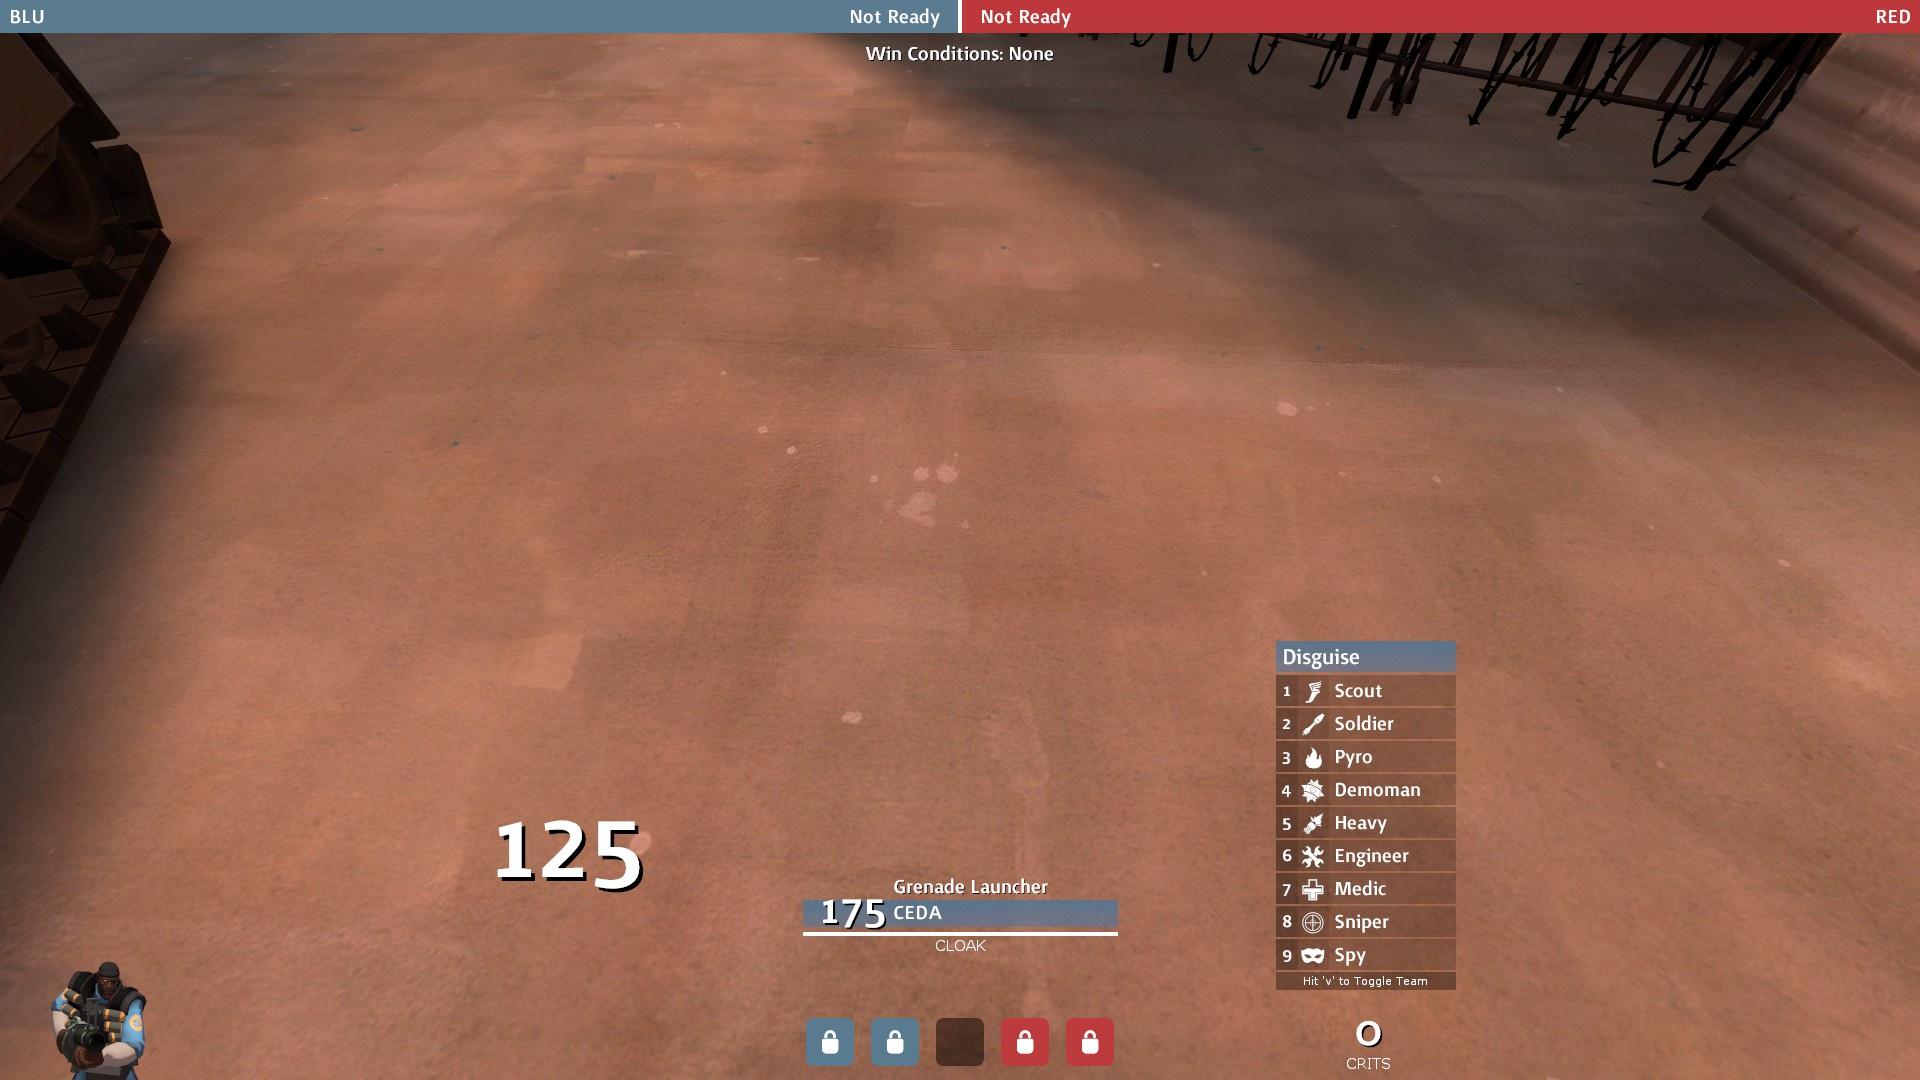 BLU
Not Ready
Not Ready
RED
Win Conditions: None
Disguise
1 Scout
2 Soldier
3 Pyro
4 Demoman
5 Heavy
6 Engineer
7 Medic
8 Sniper
9 Spy
Hit 'v' to Toggle Team
125
Grenade Launcher
175 CEDA
CLOAK
0
CRITS